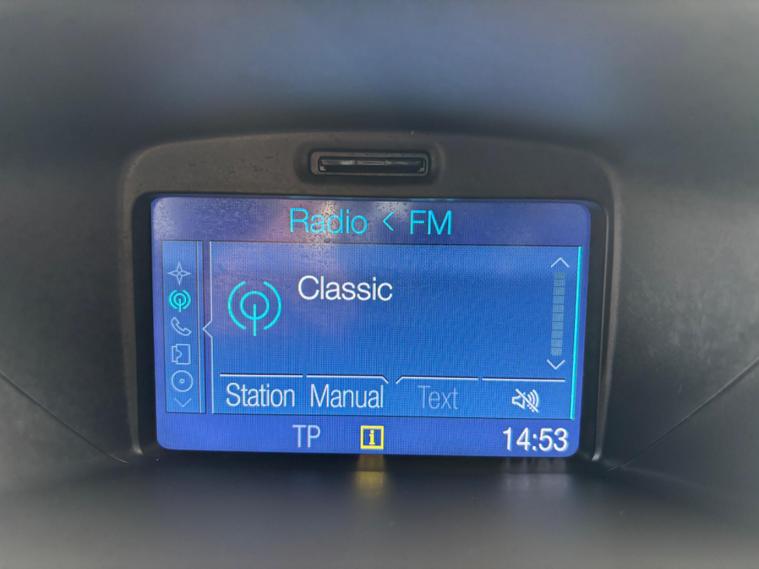 Radio < FM
Classic
Station Manual Text
TP i 14:53